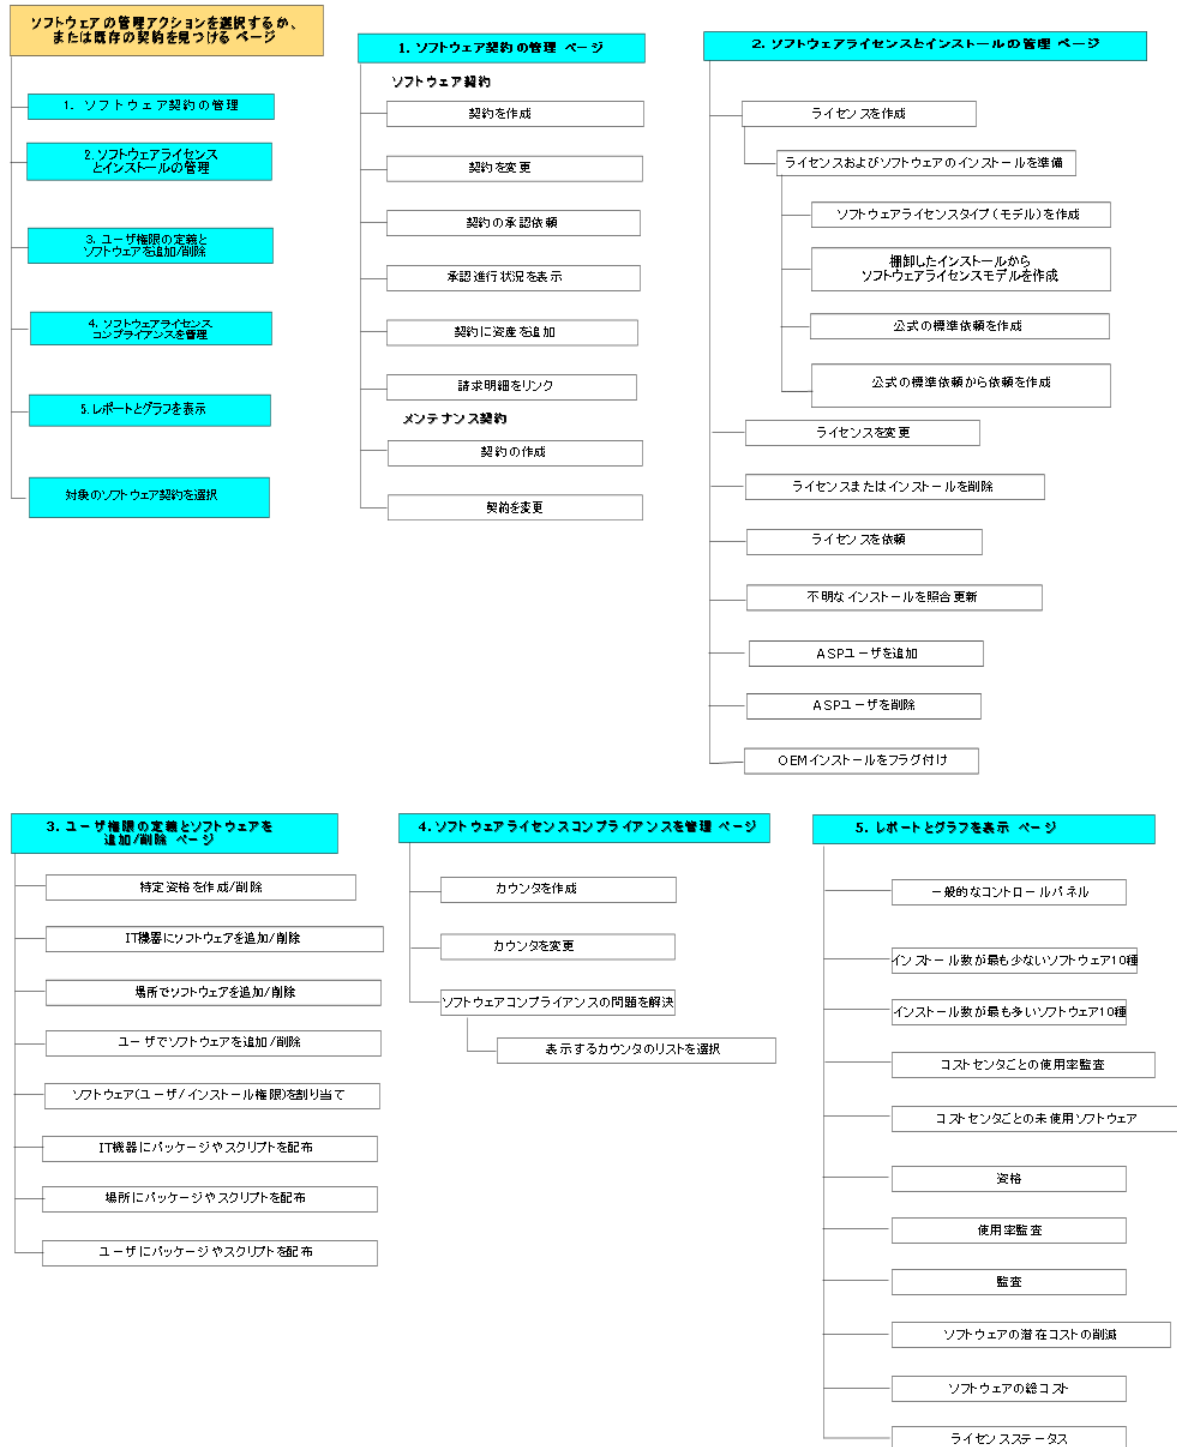 ソフトウェアの管理アクションを選択するか、
または既存の契約を見つける ページ
1. ソフトウェア契約の管理
2.ソフトウェアライセンス
とインストールの管理
3. ユーザ権限の定義と
ソフトウェアを追加/削除
4. ソフトウェアライセンス
コンプライアンスを管理
5.レポートとグラフを表示
対象のソフトウェア契約を選択
1. ソフトウェア契約の管理 ページ
ソフトウェア契約
契約を作成
契約を変更
契約の承認依頼
承認進行状況を表示
契約に資産を追加
請求明細をリンク
メンテナンス契約
契約の作成
契約を変更
2. ソフトウェアライセンスとインストールの管理 ページ
ライセンスを作成
ライセンスおよびソフトウェアのインストールを準備
ソフトウェアライセンスタイプ(モデル)を作成
棚卸したインストールから
ソフトウェアライセンスモデルを作成
公式の標準依頼を作成
公式の標準依頼から依頼を作成
ライセンスを変更
ライセンスまたはインストールを削除
ライセンスを依頼
不明なインストールを照合更新
ASPユーザを追加
ASPユーザを削除
OEMインストールをフラグ付け
3. ユーザ権限の定義とソフトウェアを
追加/削除 ページ
特定資格を作成/削除
IT機器にソフトウェアを追加/削除
場所でソフトウェアを追加/削除
ユーザでソフトウェアを追加/削除
ソフトウェア(ユーザ/インストール権限)を割り当て
IT機器にパッケージやスクリプトを配布
場所にパッケージやスクリプトを配布
ユーザにパッケージやスクリプトを配布
4.ソフトウェアライセンスコンプライアンスを管理 ページ
カウンタを作成
カウンタを変更
ソフトウェアコンプライアンスの問題を解決
表示するカウンタのリストを選択
5. レポートとグラフを表示 ページ
一般的なコントロールパネル
インストール数が最も少ないソフトウェア10種
インストール数が最も多いソフトウェア10種
コストセンタごとの使用率監査
コストセンタごとの未使用ソフトウェア
資格
使用率監査
監査
ソフトウェアの潜在コストの削減
ソフトウェアの総コスト
ライセンスステータス